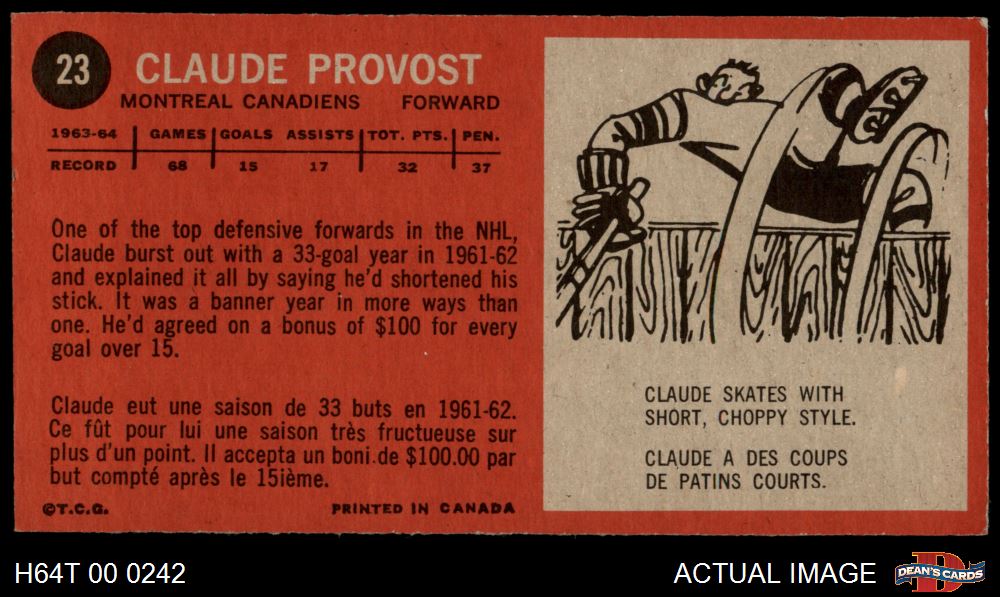 23
CLAUDE PROVOST
MONTREAL CANADIENS FORWARD
1963-64 GAMES GOALS ASSISTS TOT. PTS. PEN.
RECORD 68 15 17 32 37
One of the top defensive forwards in the NHL,
Claude burst out with a 33-goal year in 1961-62
and explained it all by saying he'd shortened his
stick. It was a banner year in more ways than
one. He'd agreed on a bonus of $100 for every
goal over 15.
Claude eut une saison de 33 buts en 1961-62.
Ce fût pour lui une saison très fructueuse sur
plus d'un point. Il accepta un boni de $100.00 par
but compté après le 15ième.
©T.C.G. PRINTED IN CANADA
CLAUDE SKATES WITH
SHORT, CHOPPY STYLE.
CLAUDE A DES COUPS
DE PATINS COURTS.
H64T 00 0242
ACTUAL IMAGE
D
DEAN'S CARDS